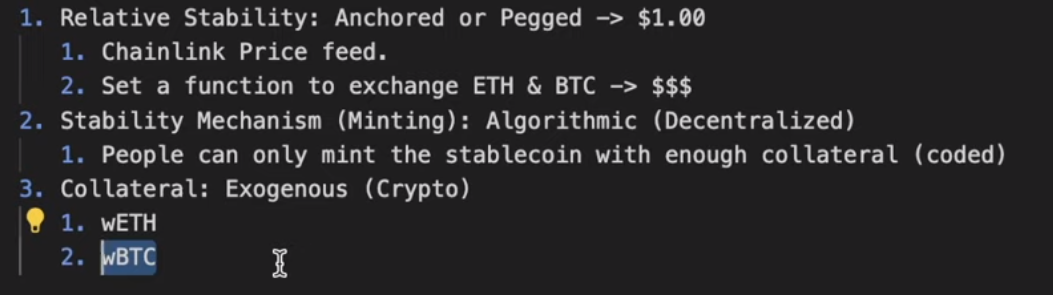 1. Relative Stability: Anchored or Pegged -> $1.00
1. Chainlink Price feed.
2. Set a function to exchange ETH & BTC -> $$$
2. Stability Mechanism (Minting): Algorithmic (Decentralized)
1. People can only mint the stablecoin with enough collateral (coded)
3. Collateral: Exogenous (Crypto)
1. wETH
2. wBTC